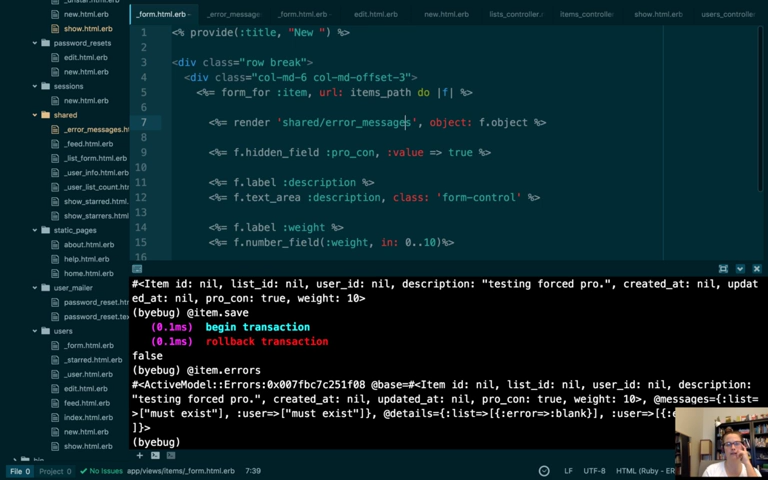 _unstar.html.erb
new.html.erb
show.html.erb
password_resets
edit.html.erb
new.html.erb
sessions
new.html.erb
shared
_error_messages.ht
_feed.html.erb
_list_form.html.erb
_user_info.html.erb
_user_list_count.htm
show_starred.html.e
show_starrers.html.
static_pages
about.html.erb
help.html.erb
home.html.erb
user_mailer
password_reset.htm
password_reset.tex
users
_form.html.erb
_starred.html.erb
_user.html.erb
edit.html.erb
feed.html.erb
index.html.erb
new.html.erb
show.html.erb
bin
_form.html.erb
_error_message
_form.html.erb
edit.html.erb
new.html.erb
lists_controller.
items_controller.
show.html.erb
users_controlle
1 <% provide(:title, "New ") %>
2
3 <div class="row break">
4 <div class="col-md-6 col-md-offset-3">
5 <%= form_for :item, url: items_path do |f| %>
6
7 <%= render 'shared/error_messages', object: f.object %>
8
9 <%= f.hidden_field :pro_con, :value => true %>
10
11 <%= f.label :description %>
12 <%= f.text_area :description, class: 'form-control' %>
13
14 <%= f.label :weight %>
15 <%= f.number_field(:weight, in: 0..10)%>
16
#<Item id: nil, list_id: nil, user_id: nil, description: "testing forced pro.", created_at: nil, updat
ed_at: nil, pro_con: true, weight: 10>
(byebug) @item.save
(0.1ms) begin transaction
(0.1ms) rollback transaction
false
(byebug) @item.errors
#<ActiveModel::Errors:0x007fbc7c251f08 @base=#<Item id: nil, list_id: nil, user_id: nil, description:
"testing forced pro.", created_at: nil, updated_at: nil, pro_con: true, weight: 10>, @messages={:list=
>["must exist"], :user=>["must exist"]}, @details={:list=>[{:error=>:blank}], :user=>[{:e
]}>
(byebug)
File 0 Project 0 No Issues app/views/items/_form.html.erb 7:39 LF UTF-8 HTML (Ruby - ER